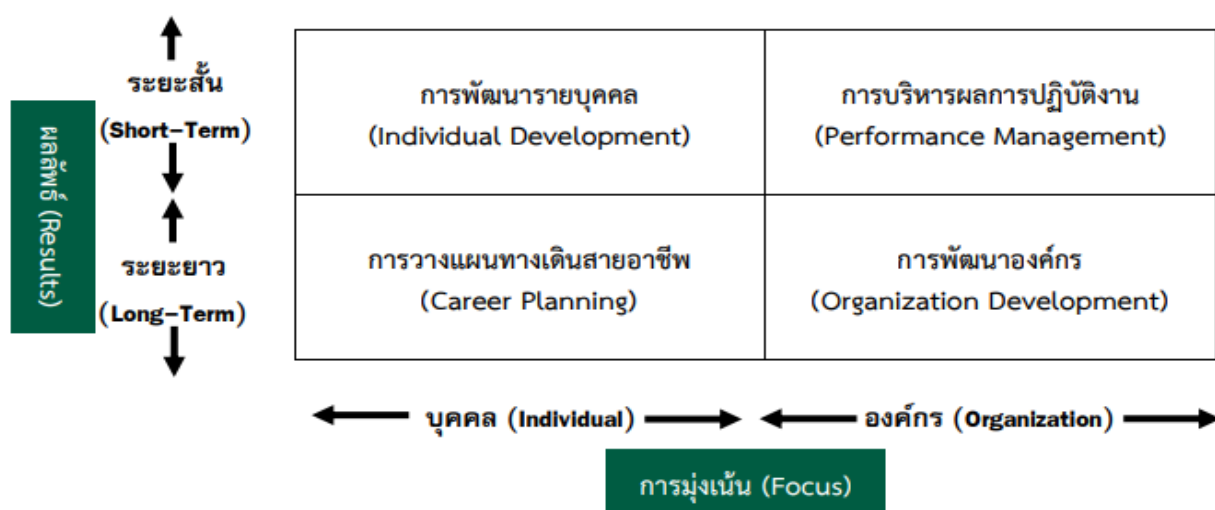 ผลลัพธ์ (Results)
ระยะสั้น
(Short-Term)
ระยะยาว
(Long-Term)
การพัฒนารายบุคคล
(Individual Development)
การบริหารผลการปฏิบัติงาน
(Performance Management)
การวางแผนทางเดินสายอาชีพ
(Career Planning)
การพัฒนาองค์กร
(Organization Development)
บุคคล (Individual)
องค์กร (Organization)
การมุ่งเน้น (Focus)